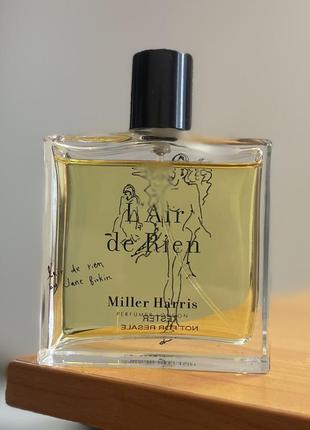 L'Air
de Rien
L'air de rien
by Jane Birkin
Miller Harris
PERFUMER LONDON
TESTER
NOT FOR RESALE